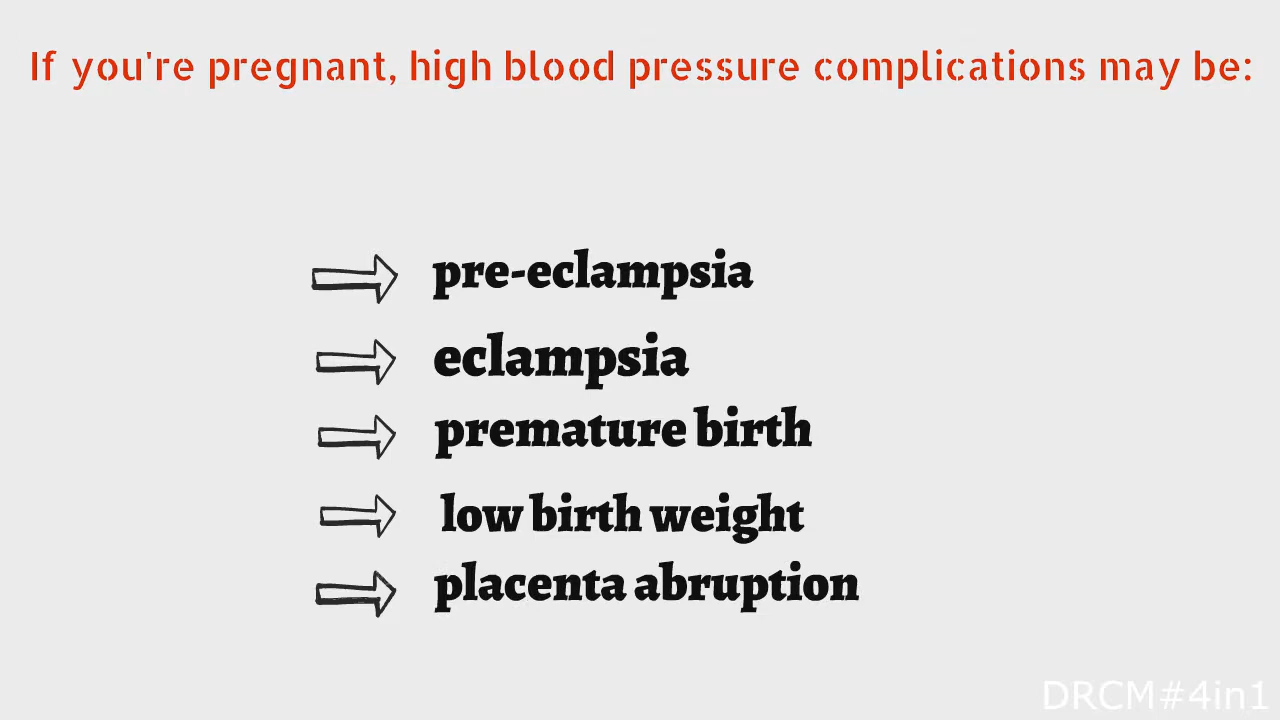 If you're pregnant, high blood pressure complications may be:
pre-eclampsia
eclampsia
premature birth
low birth weight
placenta abruption
DRCM#4in1